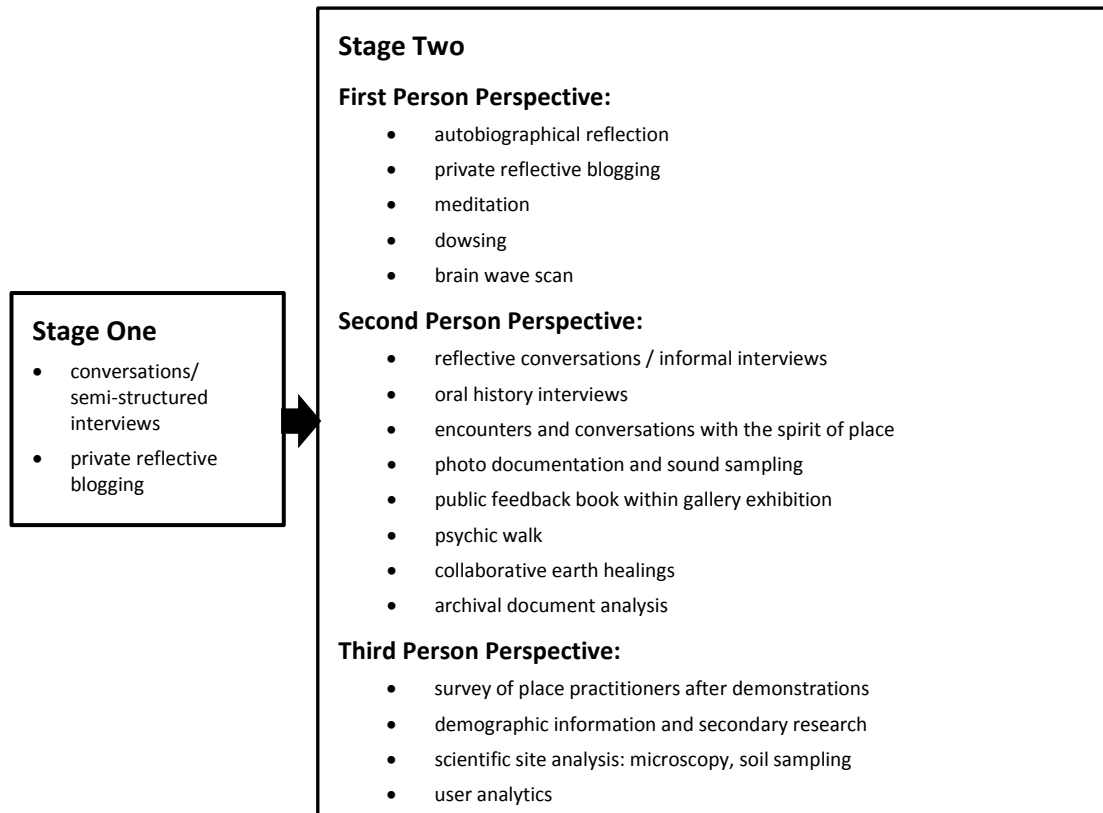 Stage One
• conversations/
semi-structured
interviews
• private reflective
blogging
Stage Two
First Person Perspective:
• autobiographical reflection
• private reflective blogging
• meditation
• dowsing
• brain wave scan
Second Person Perspective:
• reflective conversations / informal interviews
• oral history interviews
• encounters and conversations with the spirit of place
• photo documentation and sound sampling
• public feedback book within gallery exhibition
• psychic walk
• collaborative earth healings
• archival document analysis
Third Person Perspective:
• survey of place practitioners after demonstrations
• demographic information and secondary research
• scientific site analysis: microscopy, soil sampling
• user analytics